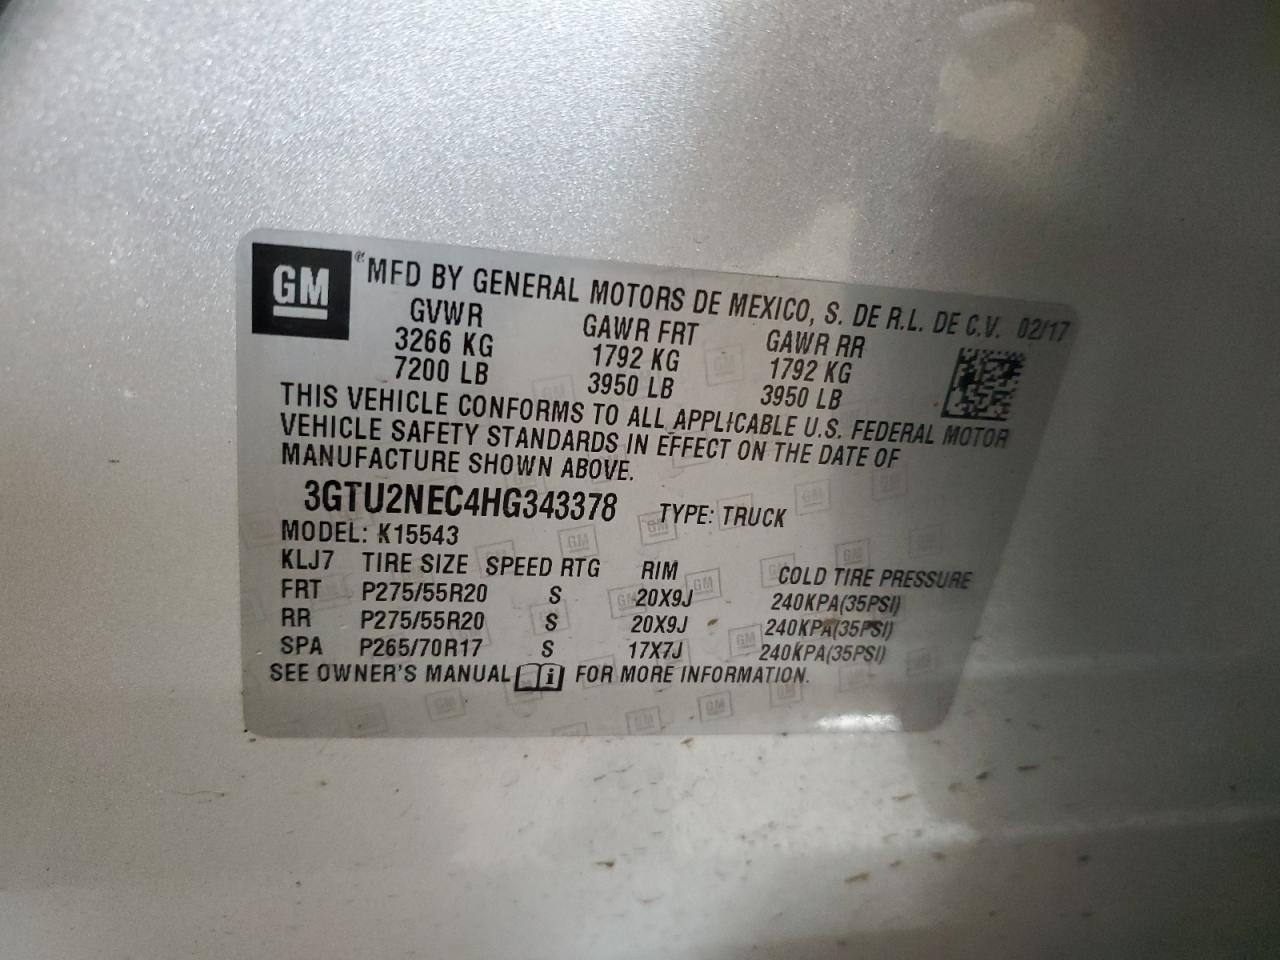 GM ® MFD BY GENERAL MOTORS DE MEXICO, S. DE R.L. DE C.V. 02/17
GVWR GAWR FRT GAWR RR
3266 KG 1792 KG 1792 KG
7200 LB 3950 LB 3950 LB
THIS VEHICLE CONFORMS TO ALL APPLICABLE U.S. FEDERAL MOTOR
VEHICLE SAFETY STANDARDS IN EFFECT ON THE DATE OF
MANUFACTURE SHOWN ABOVE.
3GTU2NEC4HG343378 TYPE: TRUCK
MODEL: K15543
KLJ7 TIRE SIZE SPEED RTG RIM COLD TIRE PRESSURE
FRT P275/55R20 S 20X9J 240KPA(35PSI)
RR P275/55R20 S 20X9J 240KPA(35PSI)
SPA P265/70R17 S 17X7J 240KPA(35PSI)
SEE OWNER'S MANUAL i FOR MORE INFORMATION.